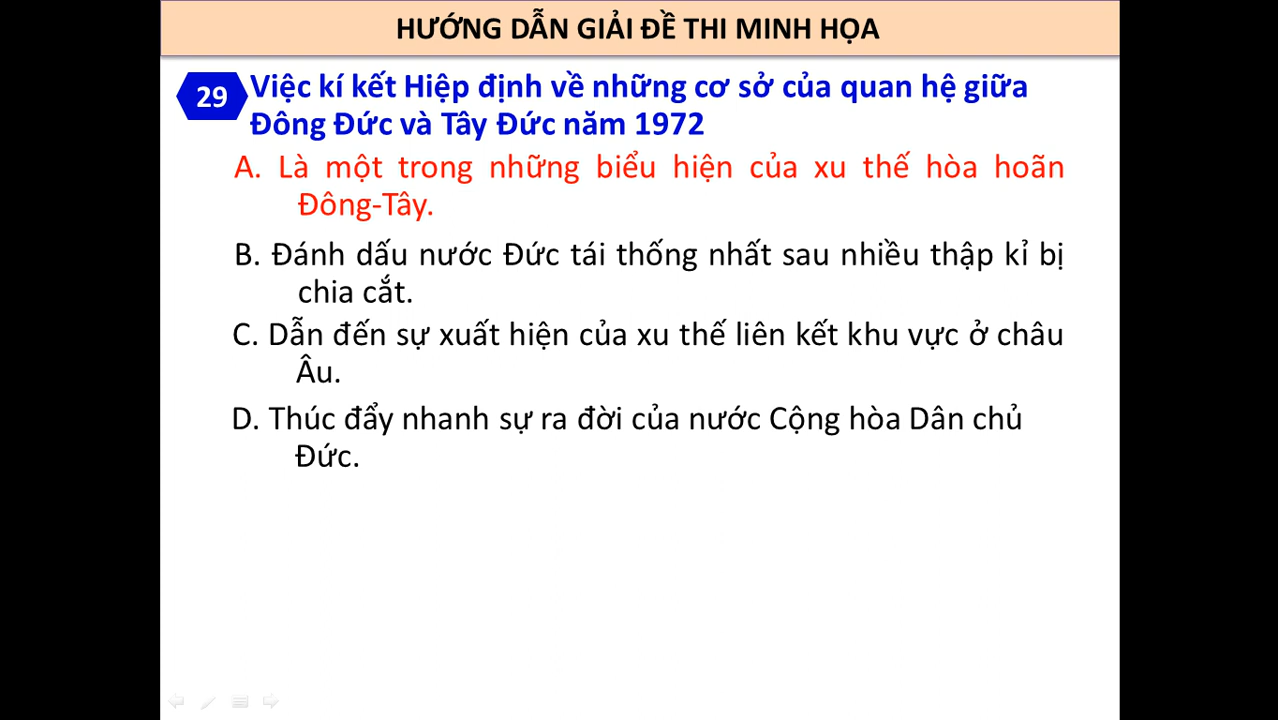 HƯỚNG DẪN GIẢI ĐỀ THI MINH HỌA
29 Việc kí kết Hiệp định về những cơ sở của quan hệ giữa
Đông Đức và Tây Đức năm 1972
A. Là một trong những biểu hiện của xu thế hòa hoãn
Đông-Tây.
B. Đánh dấu nước Đức tái thống nhất sau nhiều thập kỉ bị
chia cắt.
C. Dẫn đến sự xuất hiện của xu thế liên kết khu vực ở châu
Âu.
D. Thúc đẩy nhanh sự ra đời của nước Cộng hòa Dân chủ
Đức.